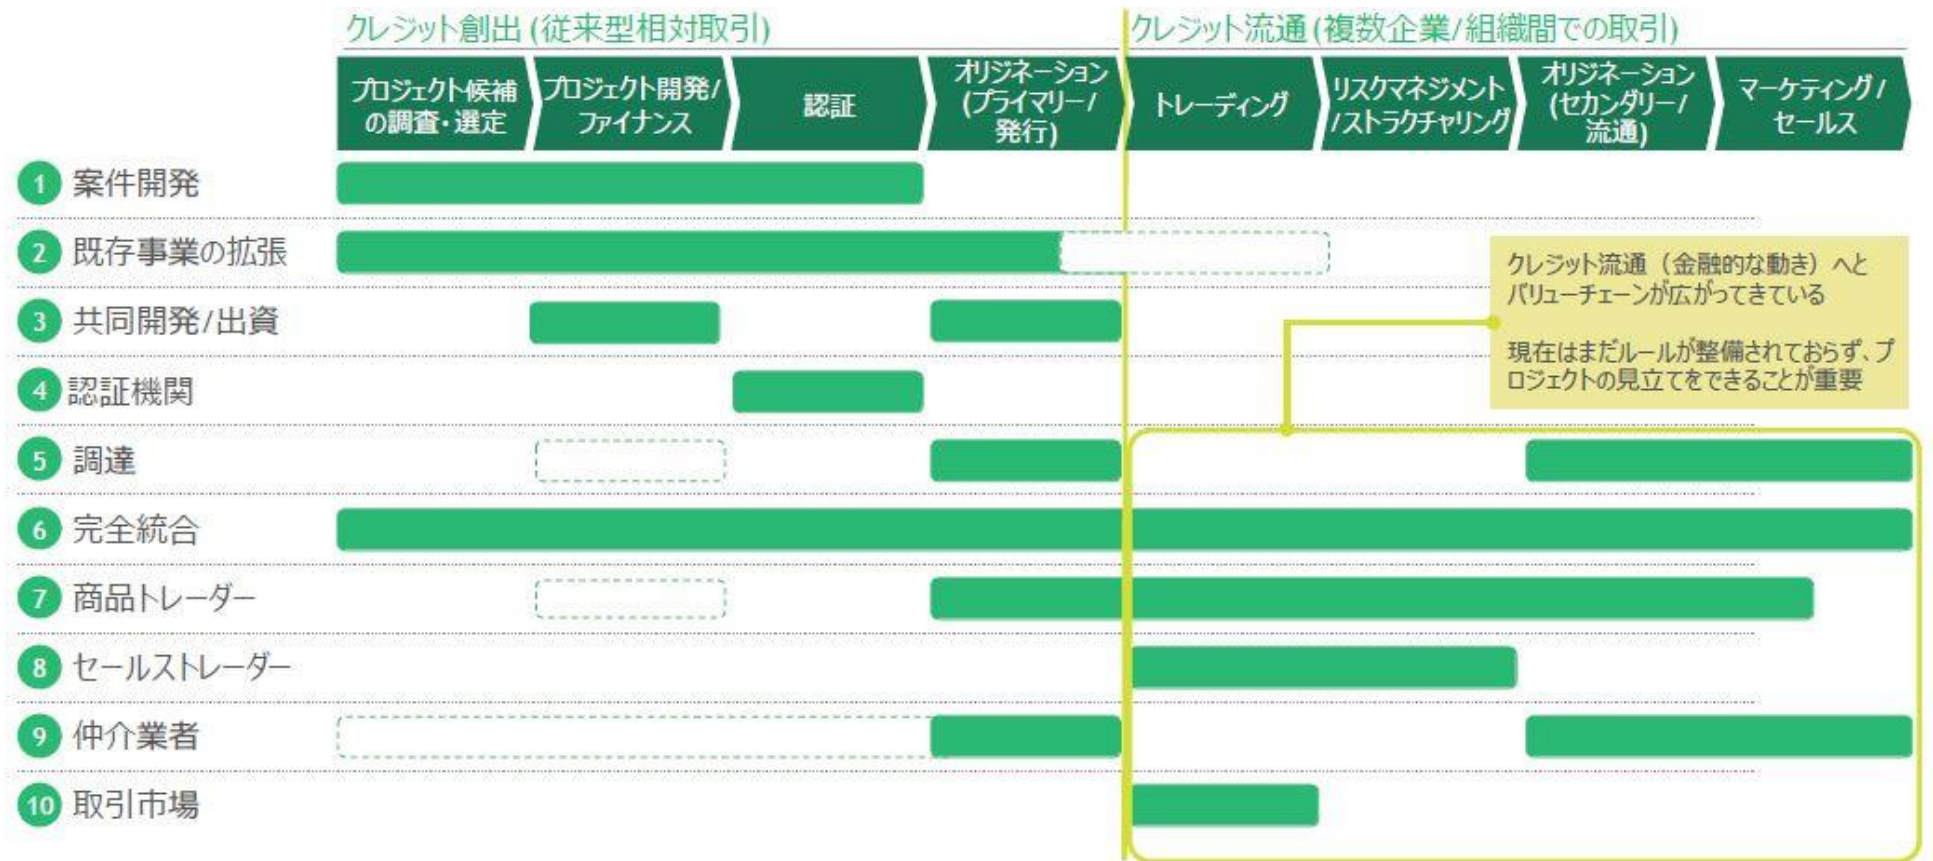 クレジット創出 (従来型相対取引)
クレジット流通 (複数企業/組織間での取引)
プロジェクト候補
の調査・選定
プロジェクト開発/
ファイナンス
認証
オリジネーション
(プライマリー/
発行)
トレーディング
リスクマネジメント
/ストラクチャリング
オリジネーション
(セカンダリー/
流通)
マーケティング/
セールス
1 案件開発
2 既存事業の拡張
3 共同開発/出資
4 認証機関
5 調達
6 完全統合
7 商品トレーダー
8 セールストレーダー
9 仲介業者
10 取引市場
クレジット流通（金融的な動き）へと
バリューチェーンが広がってきている
現在はまだルールが整備されておらず、プ
ロジェクトの見立てをできることが重要